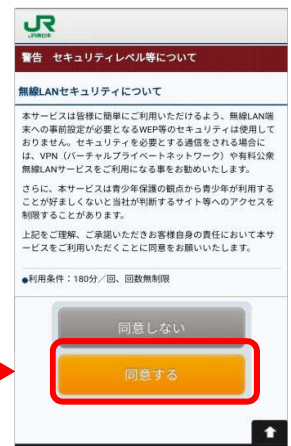 JR
JR東日本
警告　セキュリティレベル等について
無線LANセキュリティについて
本サービスは皆様に簡単にご利用いただけるよう、無線LAN端
末への事前設定が必要となるWEP等のセキュリティは使用して
おりません。セキュリティを必要とする通信をされる場合に
は、VPN（バーチャルプライベートネットワーク）や有料公衆
無線LANサービスをご利用になる事をお勧めいたします。
さらに、本サービスは青少年保護の観点から青少年が利用する
ことが好ましくないと当社が判断するサイト等へのアクセスを
制限することがあります。
上記をご理解、ご承諾いただきお客様自身の責任において本サ
ービスをご利用いただくことに同意をお願いいたします。
●利用条件：180分／回、回数無制限
同意しない
同意する